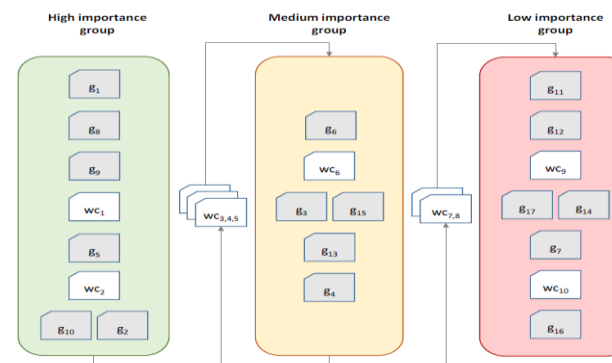 High importance
group
g₁
g₈
g₉
wc₁
g₅
wc₂
g₁₀ g₂
wc₃,₄,₅
Medium importance
group
g₆
wc₆
g₃ g₁₅
g₁₃
g₄
wc₇,₈
Low importance
group
g₁₁
g₁₂
wc₉
g₁₇ g₁₄
g₇
wc₁₀
g₁₆